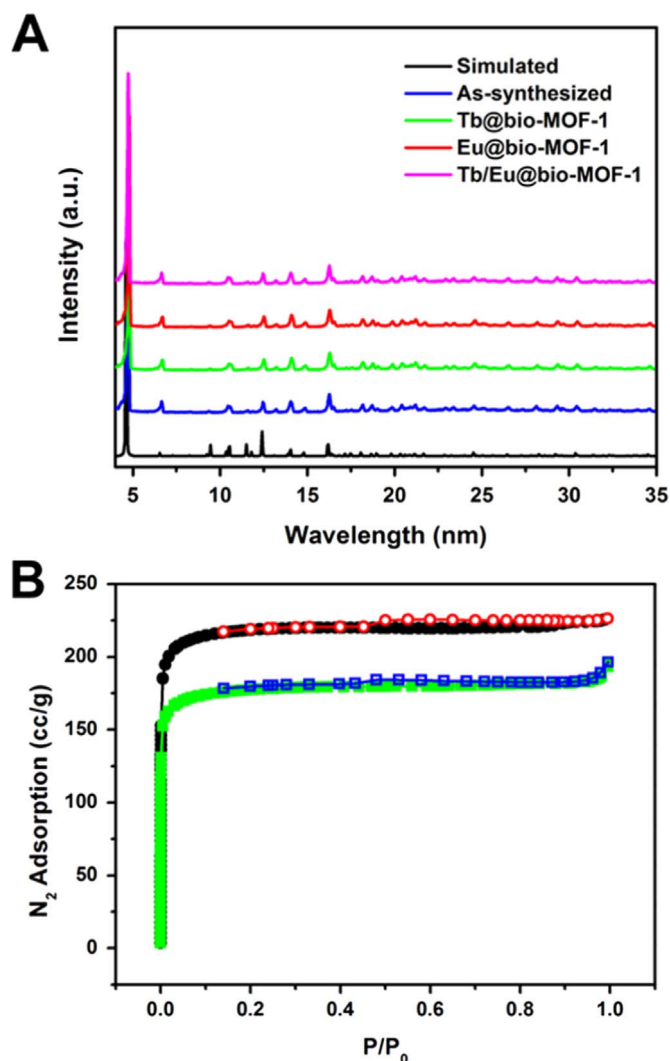 A
Simulated
As-synthesized
Tb@bio-MOF-1
Eu@bio-MOF-1
Tb/Eu@bio-MOF-1
Intensity (a.u.)
5 10 15 20 25 30 35
Wavelength (nm)
B
250
200
150
100
50
0
N2 Adsorption (cc/g)
0.0 0.2 0.4 0.6 0.8 1.0
P/P0